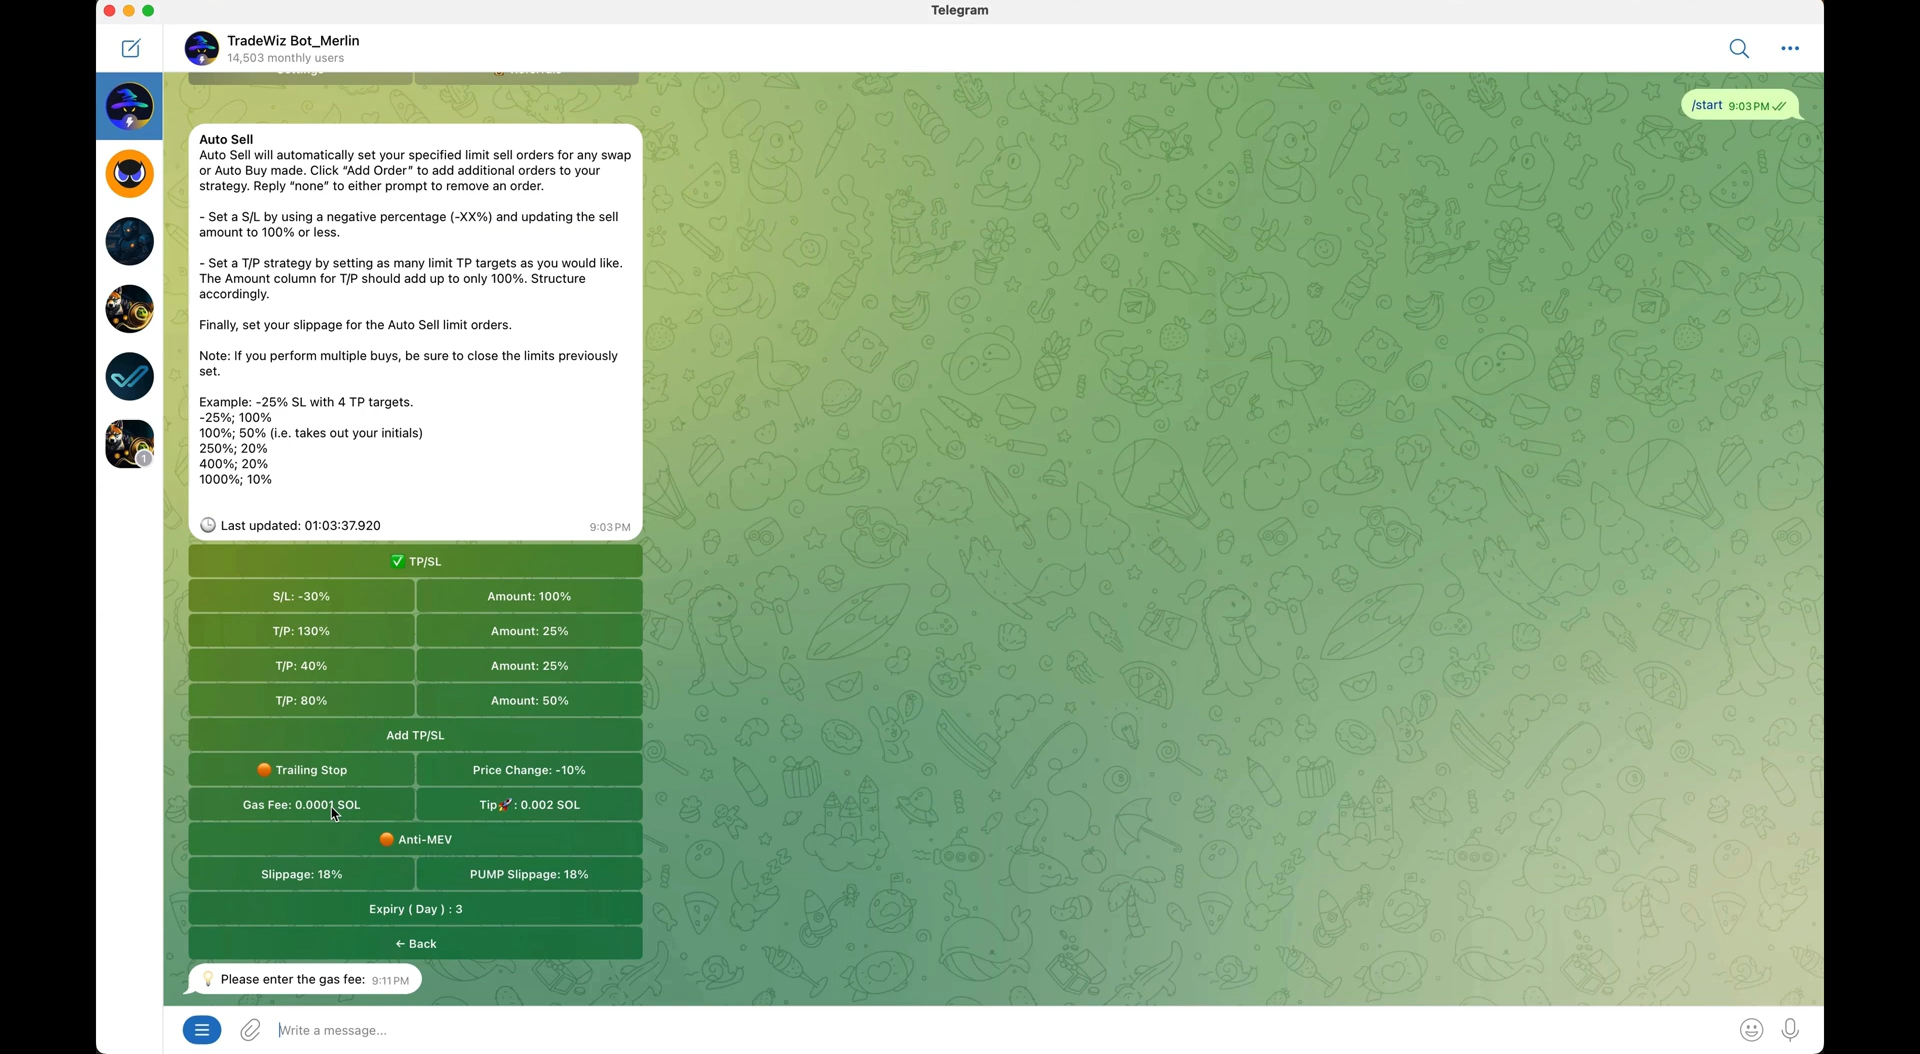 Telegram
TradeWiz Bot_Merlin
14,503 monthly users
/start 9:03 PM
Auto Sell
Auto Sell will automatically set your specified limit sell orders for any swap
or Auto Buy made. Click “Add Order” to add additional orders to your
strategy. Reply “none” to either prompt to remove an order.
- Set a S/L by using a negative percentage (-XX%) and updating the sell
amount to 100% or less.
- Set a T/P strategy by setting as many limit TP targets as you would like.
The Amount column for T/P should add up to only 100%. Structure
accordingly.
Finally, set your slippage for the Auto Sell limit orders.
Note: If you perform multiple buys, be sure to close the limits previously
set.
Example: -25% SL with 4 TP targets.
-25%; 100%
100%; 50% (i.e. takes out your initials)
250%; 20%
400%; 20%
1000%; 10%
1
Last updated: 01:03:37.920 9:03 PM
✅ TP/SL
S/L: -30% Amount: 100%
T/P: 130% Amount: 25%
T/P: 40% Amount: 25%
T/P: 80% Amount: 50%
Add TP/SL
🟠 Trailing Stop Price Change: -10%
Gas Fee: 0.0001 SOL Tip🚀: 0.002 SOL
🟠 Anti-MEV
Slippage: 18% PUMP Slippage: 18%
Expiry ( Day ) : 3
← Back
💡 Please enter the gas fee: 9:11 PM
Write a message...